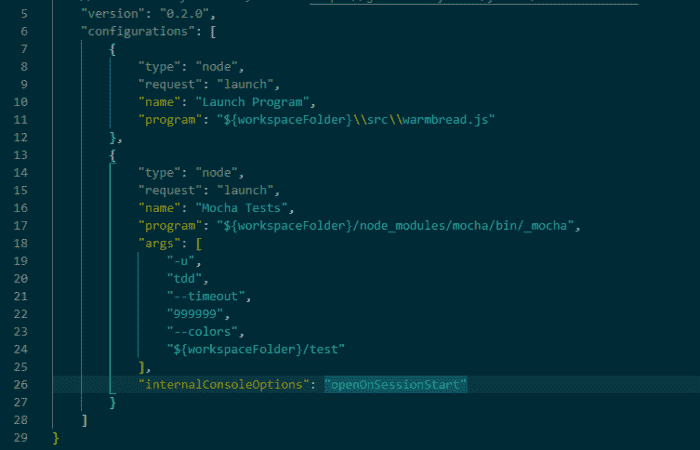 5 "version": "0.2.0",
6 "configurations": [
7 {
8 "type": "node",
9 "request": "launch",
10 "name": "Launch Program",
11 "program": "${workspaceFolder}\\src\\warmbread.js"
12 },
13 {
14 "type": "node",
15 "request": "launch",
16 "name": "Mocha Tests",
17 "program": "${workspaceFolder}/node_modules/mocha/bin/_mocha",
18 "args": [
19 "-u",
20 "tdd",
21 "--timeout",
22 "999999",
23 "--colors",
24 "${workspaceFolder}/test"
25 ],
26 "internalConsoleOptions": "openOnSessionStart"
27 }
28 ]
29 }